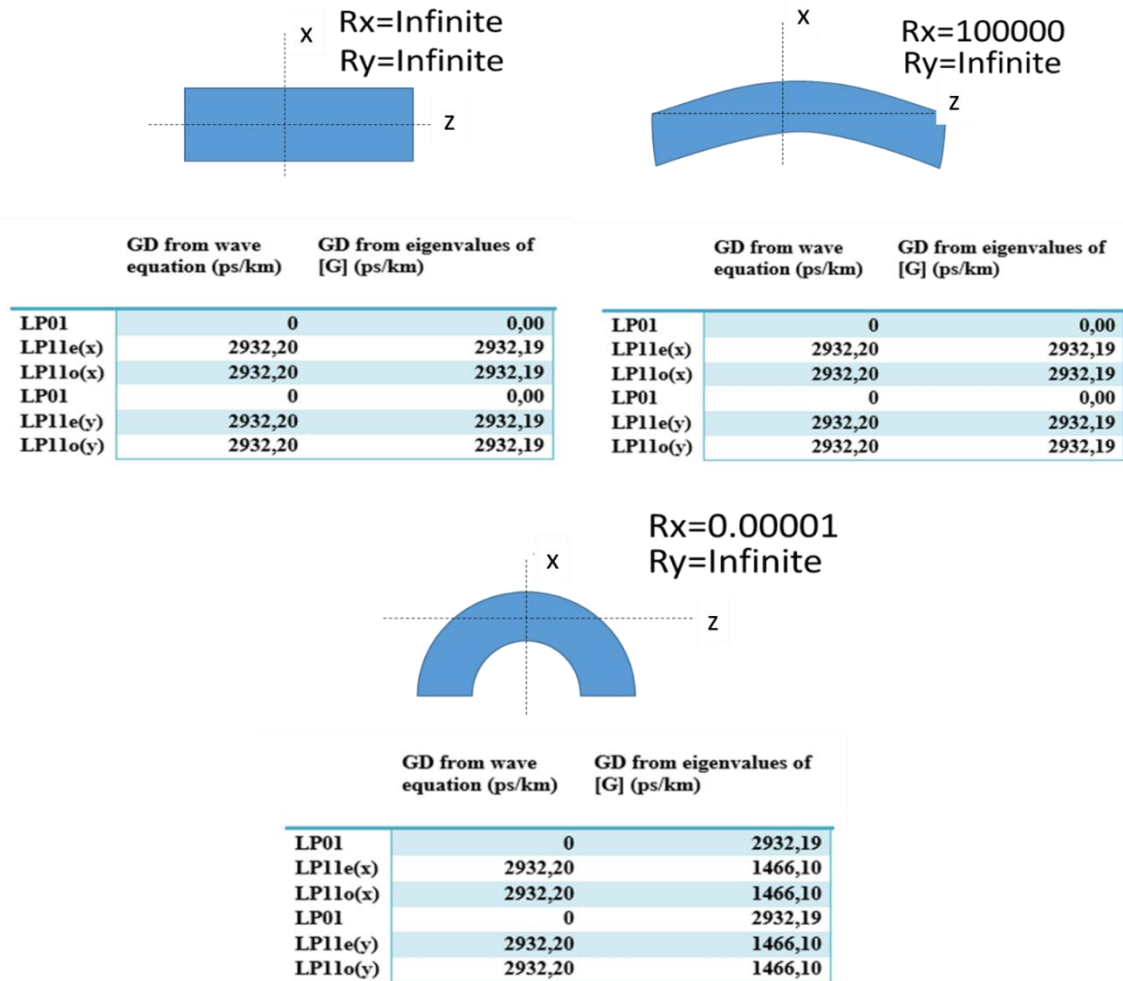 Rx=Infinite
Ry=Infinite
X
Z
Rx=100000
Ry=Infinite
X
Z
GD from wave equation (ps/km) GD from eigenvalues of [G] (ps/km)
LP01 0 0,00
LP11e(x) 2932,20 2932,19
LP11o(x) 2932,20 2932,19
LP01 0 0,00
LP11e(y) 2932,20 2932,19
LP11o(y) 2932,20 2932,19
GD from wave equation (ps/km) GD from eigenvalues of [G] (ps/km)
LP01 0 0,00
LP11e(x) 2932,20 2932,19
LP11o(x) 2932,20 2932,19
LP01 0 0,00
LP11e(y) 2932,20 2932,19
LP11o(y) 2932,20 2932,19
Rx=0.00001
Ry=Infinite
X
Z
GD from wave equation (ps/km) GD from eigenvalues of [G] (ps/km)
LP01 0 2932,19
LP11e(x) 2932,20 1466,10
LP11o(x) 2932,20 1466,10
LP01 0 2932,19
LP11e(y) 2932,20 1466,10
LP11o(y) 2932,20 1466,10